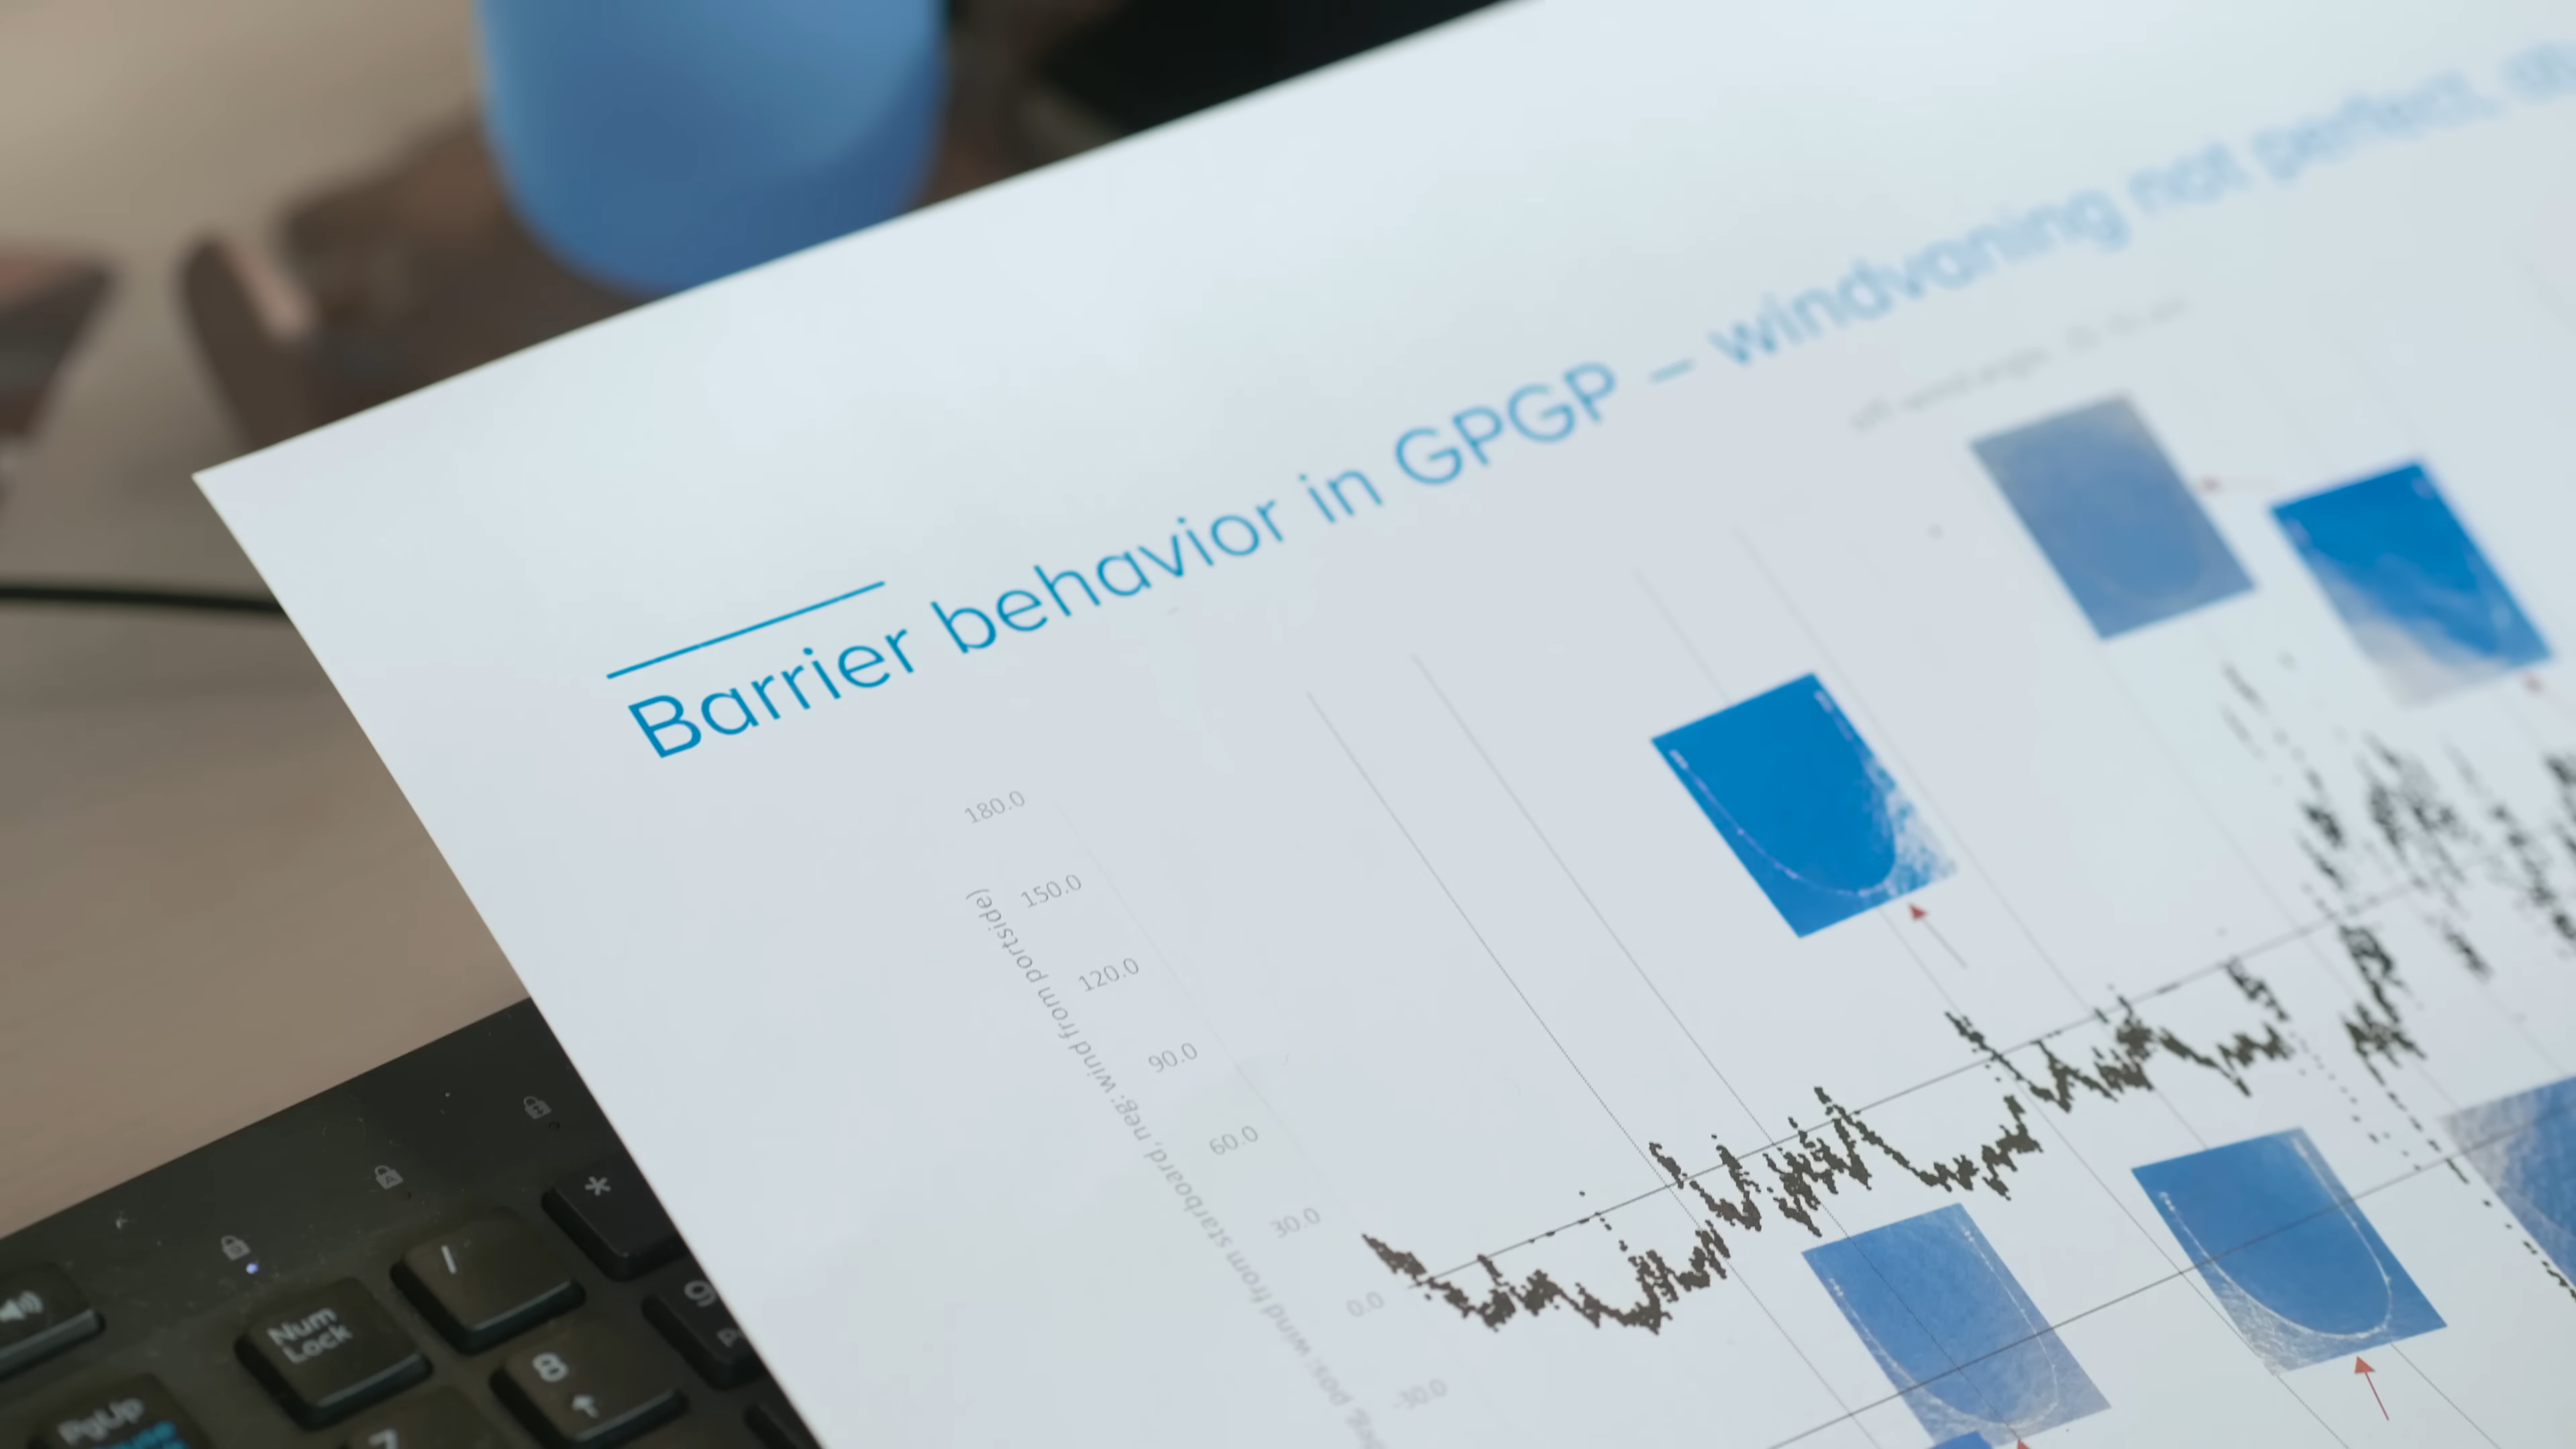 Barrier behavior in GPGP – windvaning not perfect,
180.0
150.0
120.0
90.0
60.0
30.0
0.0
-30.0
pos: wind from starboard, neg: wind from portside)
*
/
Num
Lock
9
8
7
PgUp